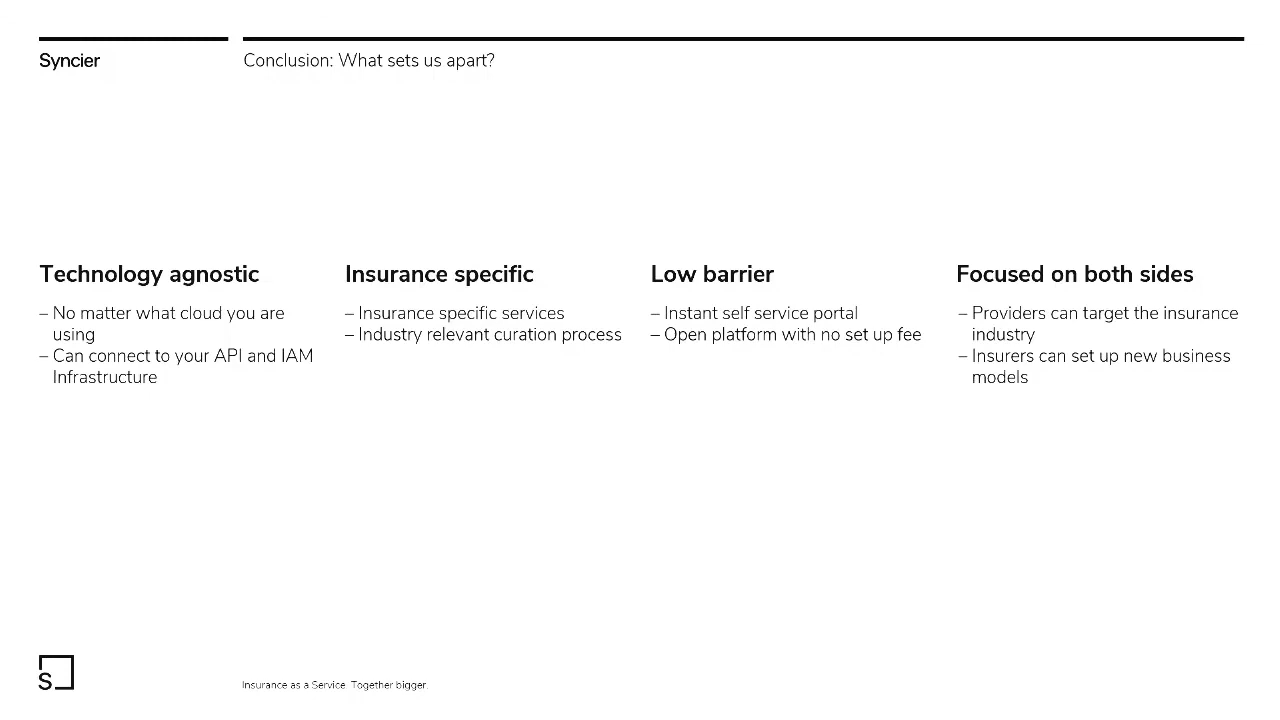 Syncier
Conclusion: What sets us apart?
Technology agnostic
– No matter what cloud you are
using
– Can connect to your API and IAM
Infrastructure
Insurance specific
– Insurance specific services
– Industry relevant curation process
Low barrier
– Instant self service portal
– Open platform with no set up fee
Focused on both sides
– Providers can target the insurance
industry
– Insurers can set up new business
models
S
Insurance as a Service. Together bigger.